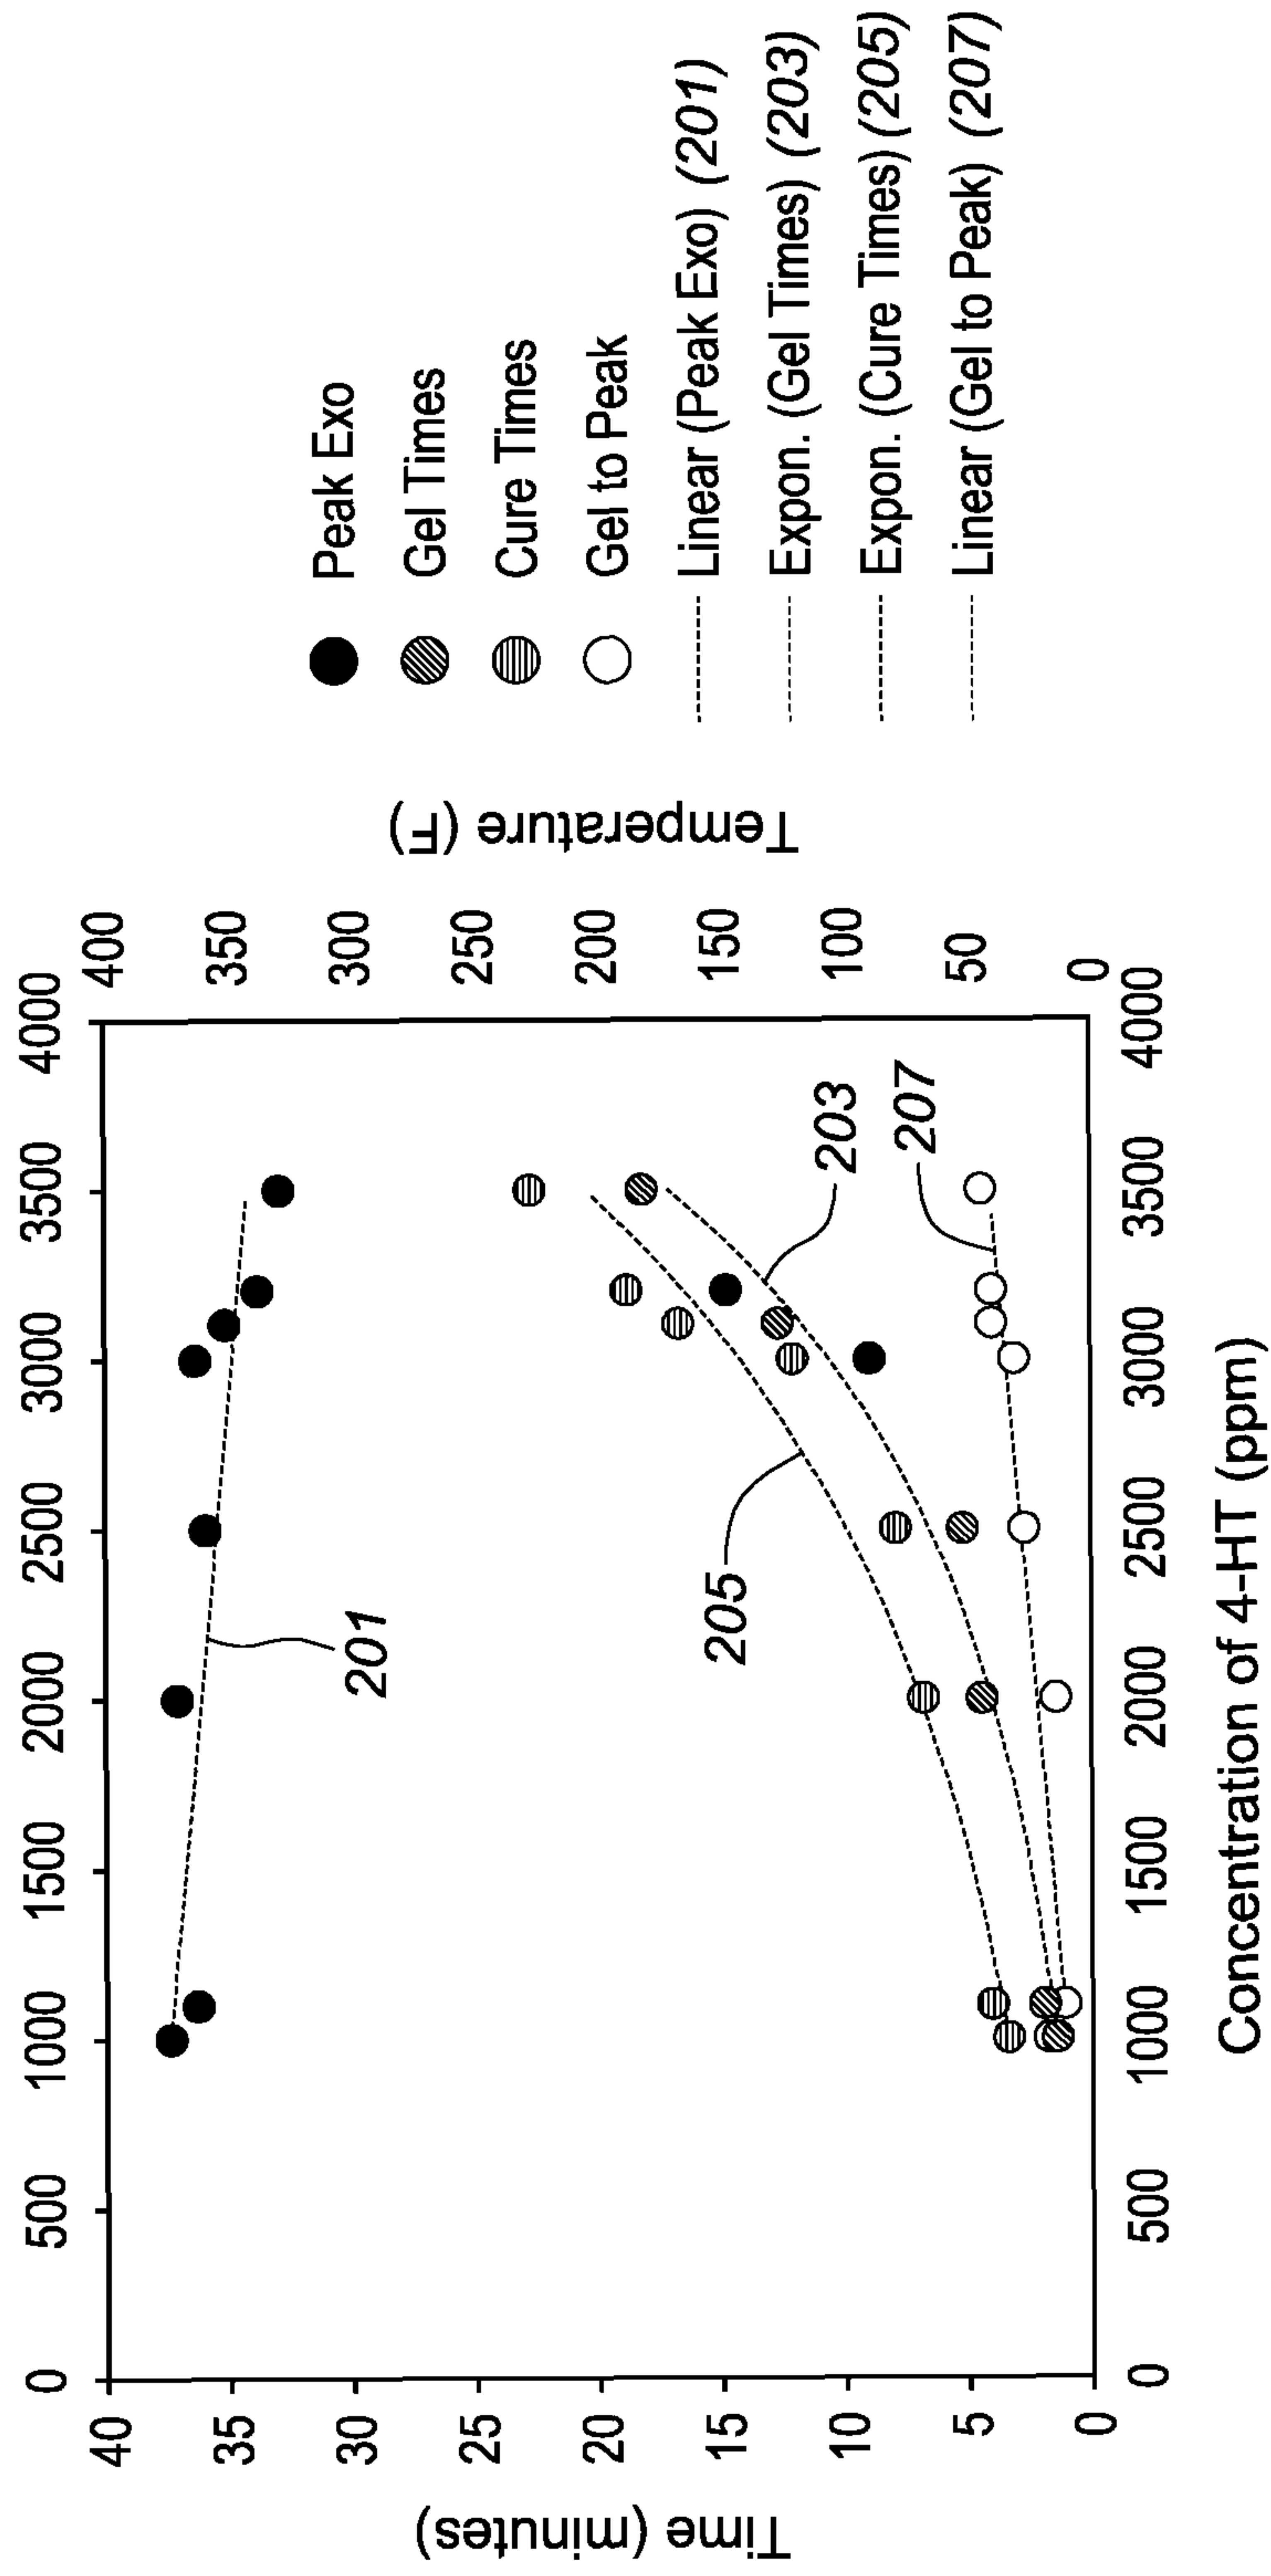 0 500 1000 1500 2000 2500 3000 3500 4000
40
35
30
25
20
15
10
5
0
Time (minutes)
400
350
300
250
200
150
100
50
0
Temperature (F)
201
205
203
207
0 500 1000 1500 2000 2500 3000 3500 4000
Concentration of 4-HT (ppm)
Peak Exo
Gel Times
Cure Times
Gel to Peak
Linear (Peak Exo) (201)
Expon. (Gel Times) (203)
Expon. (Cure Times) (205)
Linear (Gel to Peak) (207)